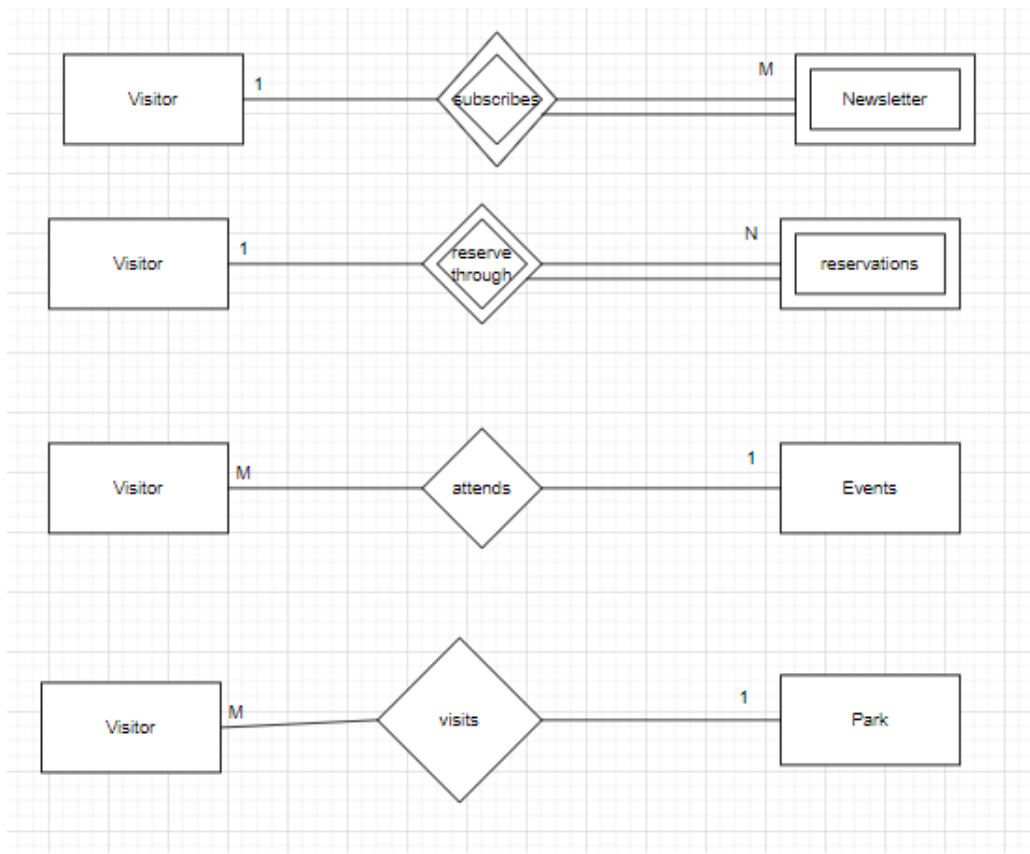 Visitor 1 subscribes M Newsletter
Visitor 1 reserve through N reservations
Visitor M attends 1 Events
Visitor M visits 1 Park